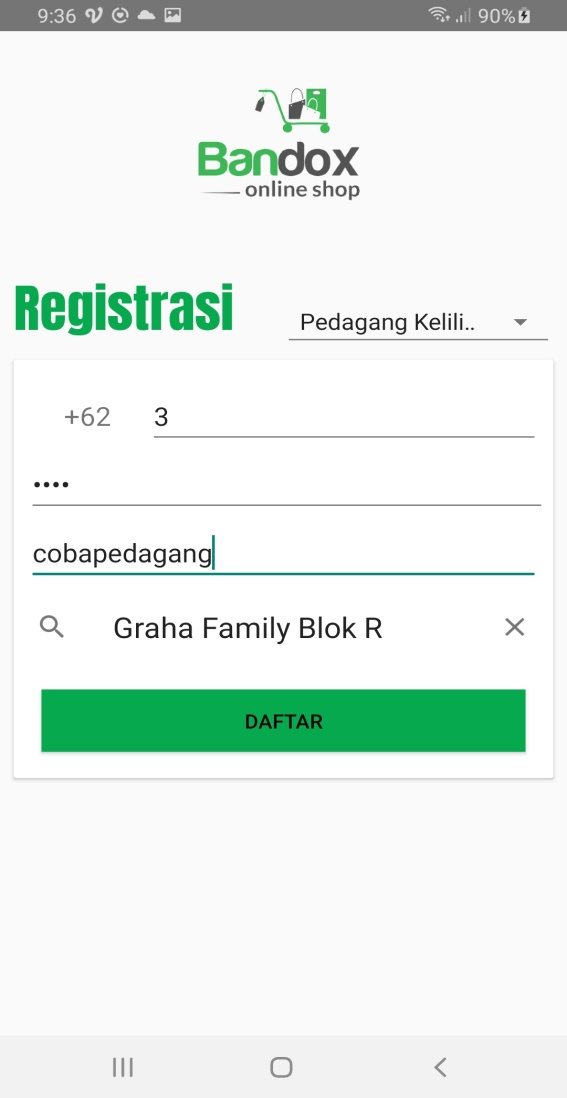 9:36
90%
Bandox
online shop
Registrasi
Pedagang Kelili..
+62 3
••••
cobapedagang
Graha Family Blok R
DAFTAR